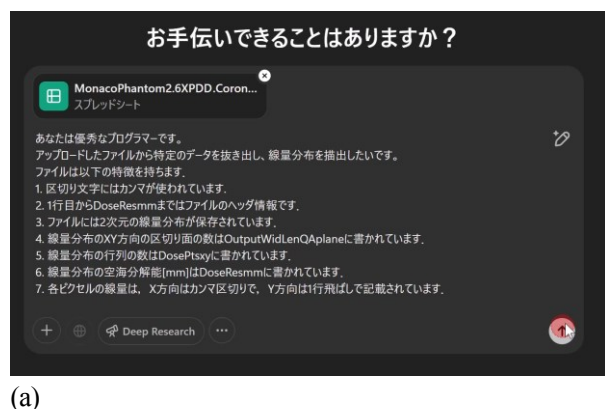 お手伝いできることはありますか？
MonacoPhantom2.6XPDD.Coron...
スプレッドシート
あなたは優秀なプログラマーです。
アップロードしたファイルから特定のデータを抜き出し、線量分布を描出したいです。
ファイルは以下の特徴を持ちます.
1. 区切り文字にはカンマが使われています.
2. 1行目からDoseResmmまではファイルのヘッダ情報です.
3. ファイルには2次元の線量分布が保存されています.
4. 線量分布のXY方向の区切り面の数はOutputWidLenQAplaneに書かれています.
5. 線量分布の行列の数はDosePtsxyに書かれています.
6. 線量分布の空海分解能[mm]はDoseResmmに書かれています.
7. 各ピクセルの線量は，X方向はカンマ区切りで，Y方向は1行飛ばしで記載されています.
Deep Research
(a)